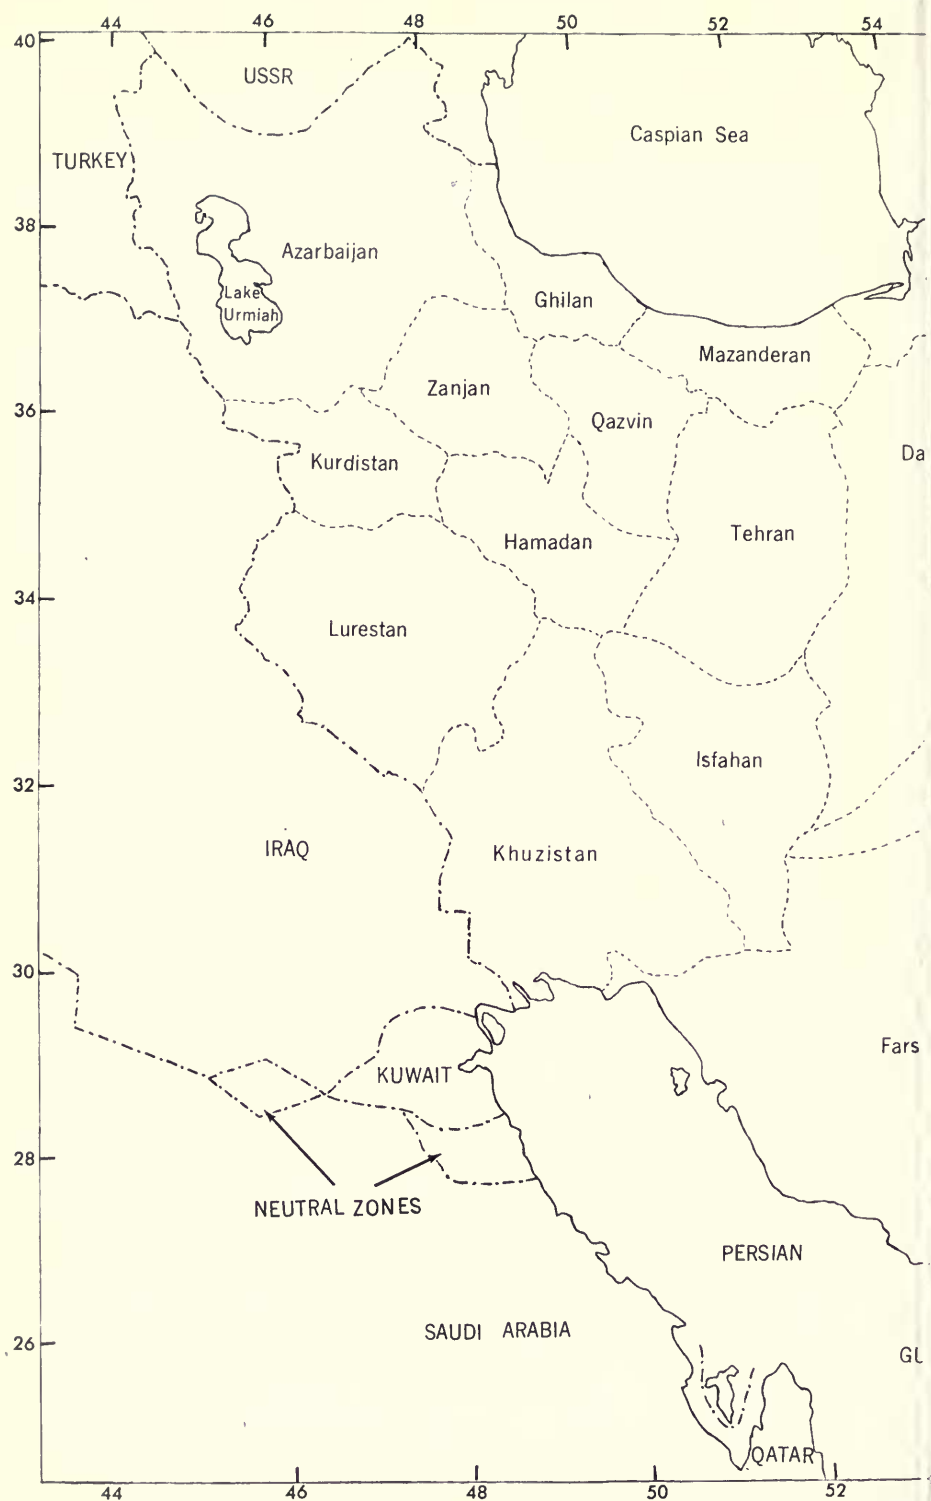 44 46 48 50 52 54
40
USSR
Caspian Sea
TURKEY
38
Azarbaijan
Lake
Urmiah
Ghilan
Mazanderan
Zanjan
36
Qazvin
Kurdistan
Da
Tehran
Hamadan
34
Lurestan
Isfahan
32
IRAQ
Khuzistan
30
Fars
KUWAIT
28
NEUTRAL ZONES
PERSIAN
SAUDI ARABIA
26
GU
QATAR
44 46 48 50 52